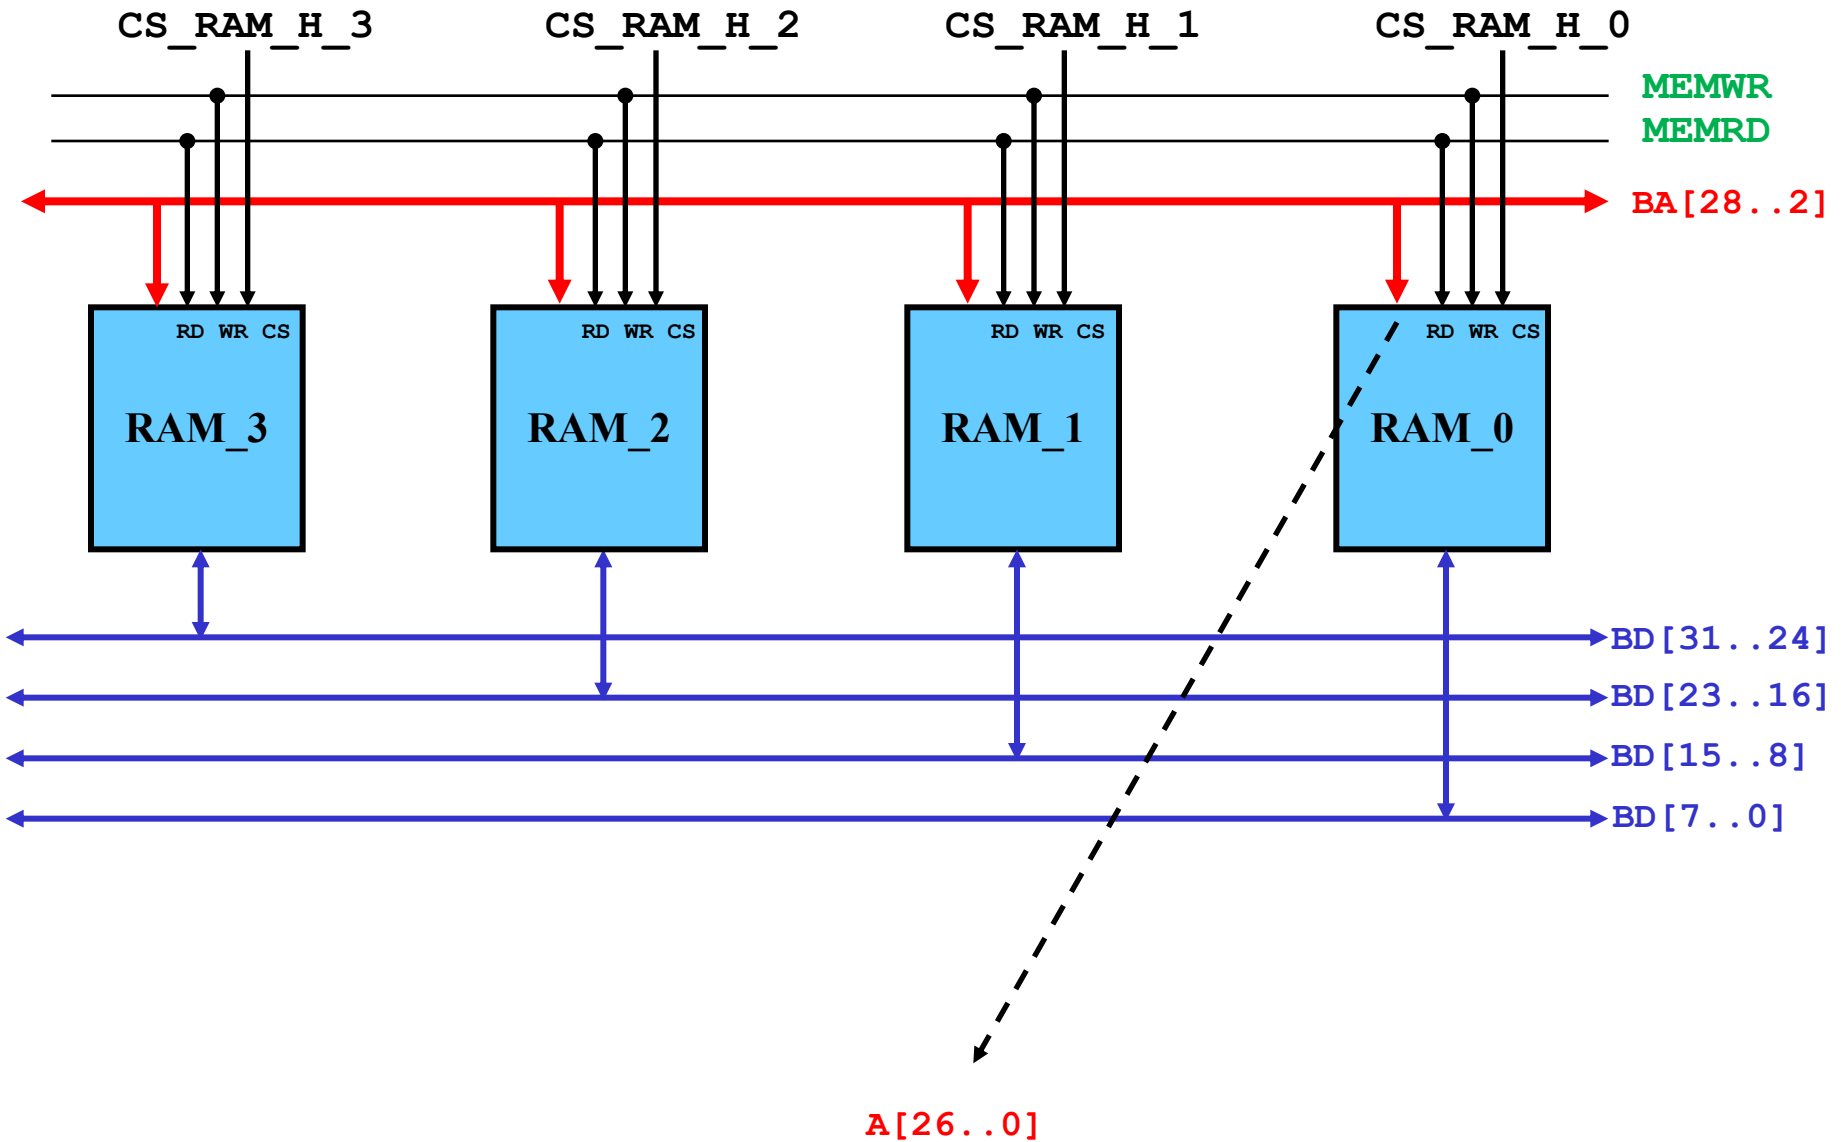 CS_RAM_H_3 CS_RAM_H_2 CS_RAM_H_1 CS_RAM_H_0
MEMWR
MEMRD
BA[28..2]
RD WR CS RD WR CS RD WR CS RD WR CS
RAM_3 RAM_2 RAM_1 RAM_0
BD[31..24]
BD[23..16]
BD[15..8]
BD[7..0]
A[26..0]